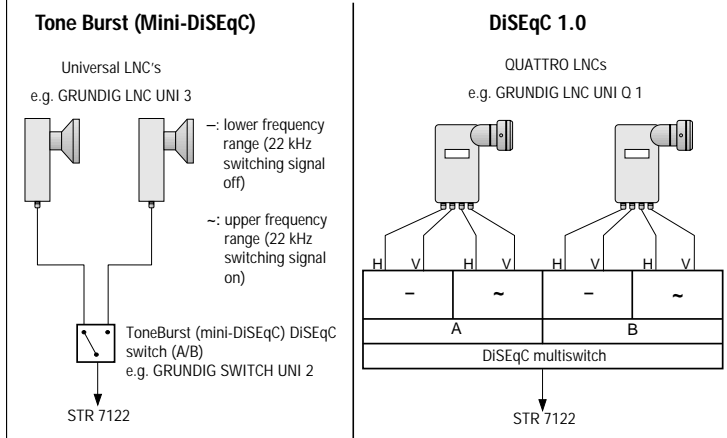 Tone Burst (Mini-DiSEqC)
Universal LNC's
e.g. GRUNDIG LNC UNI 3
–: lower frequency
range (22 kHz
switching signal
off)
~: upper frequency
range (22 kHz
switching signal
on)
ToneBurst (mini-DiSEqC) DiSEqC
switch (A/B)
e.g. GRUNDIG SWITCH UNI 2
STR 7122
DiSEqC 1.0
QUATTRO LNCs
e.g. GRUNDIG LNC UNI Q 1
H V H V H V H V
– ~ – ~
A B
DiSEqC multiswitch
STR 7122